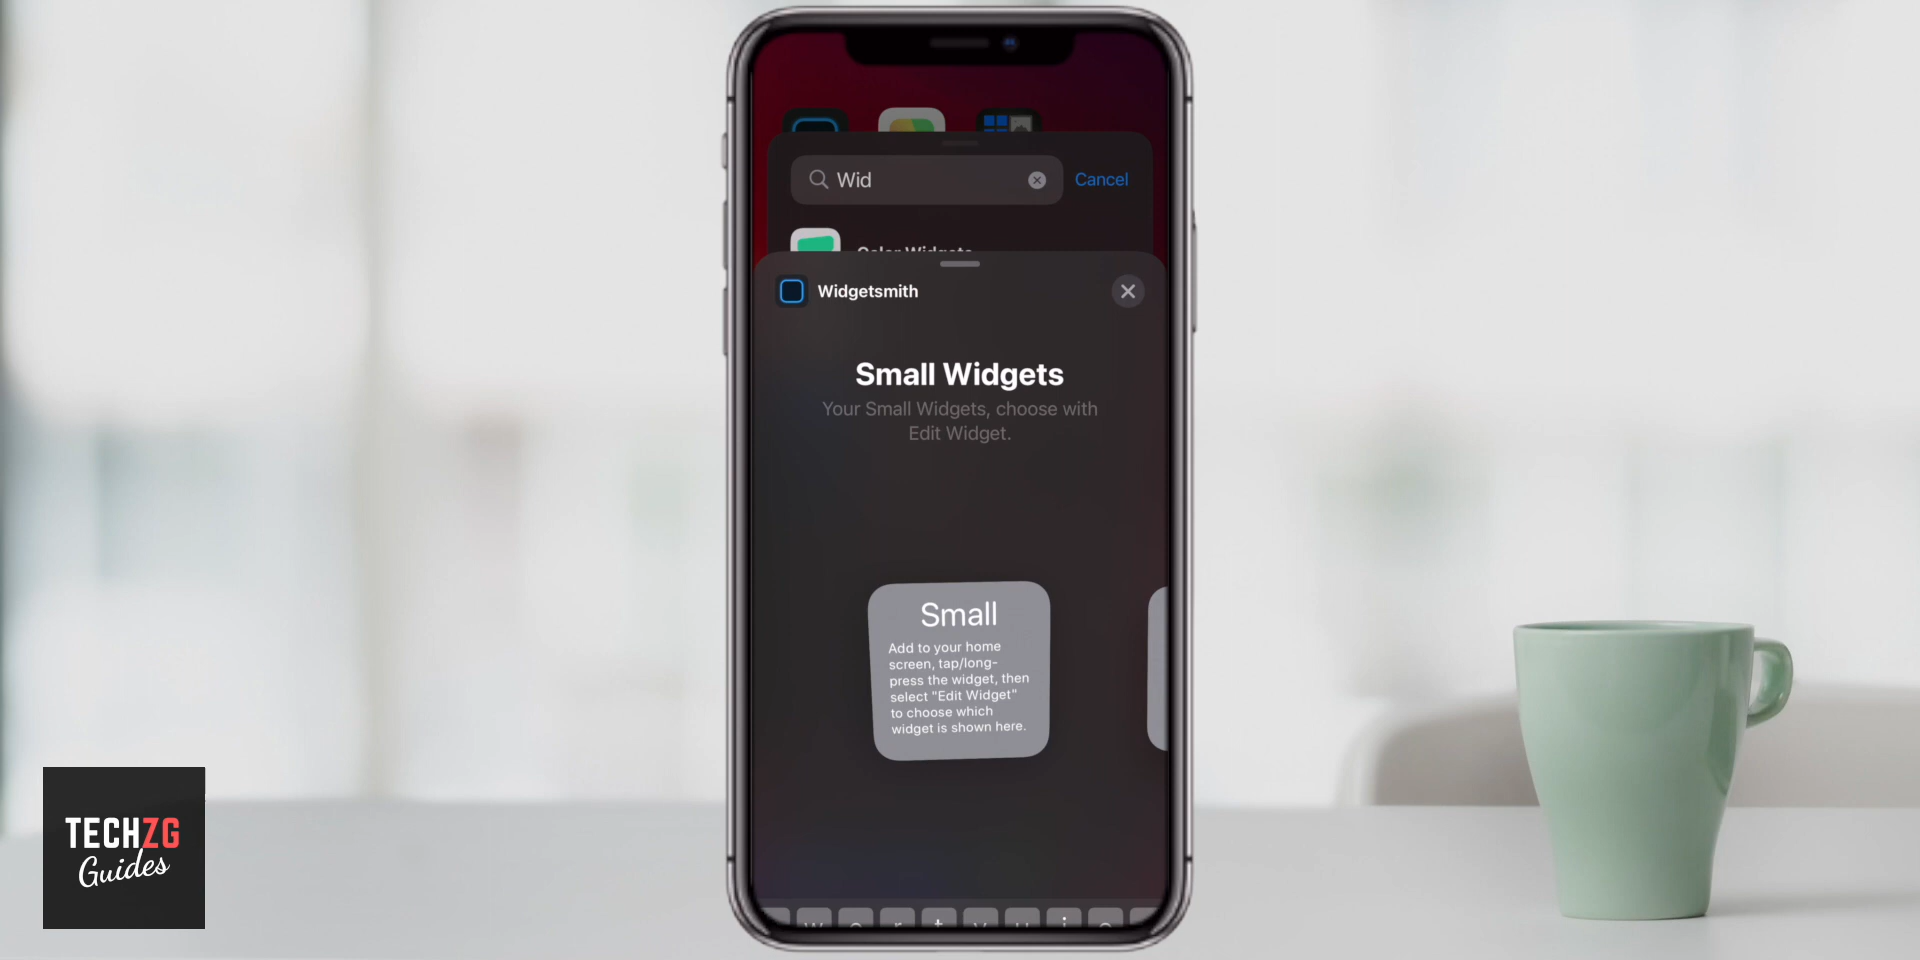 Wid
Cancel
Color Widgets
Widgetsmith
Small Widgets
Your Small Widgets, choose with
Edit Widget.
Small
Add to your home
screen, tap/long-
press the widget, then
select "Edit Widget"
to choose which
widget is shown here.
TECHZG
Guides